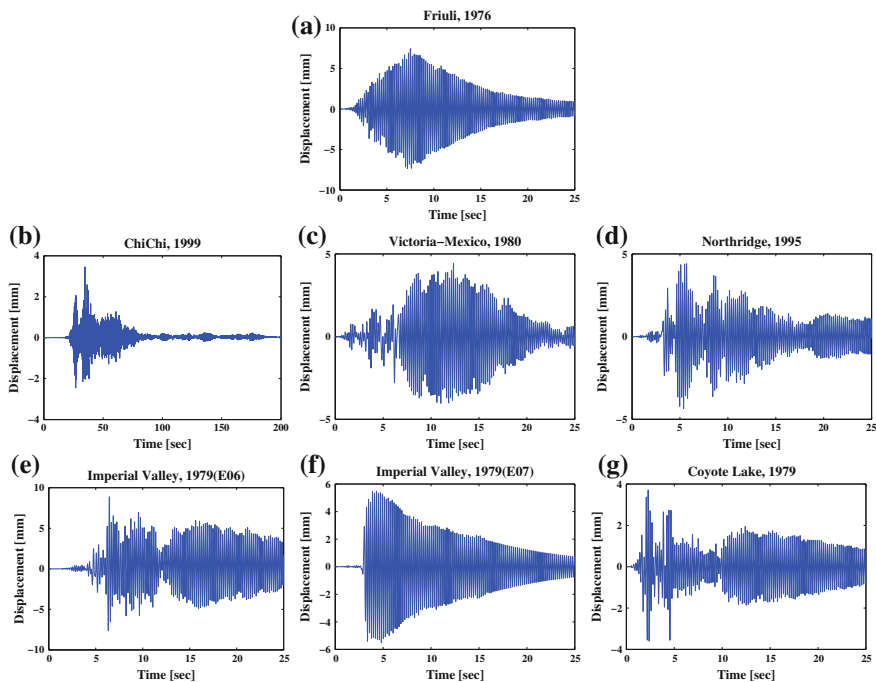 (a)
Friuli, 1976
Displacement [mm]
10
5
0
−5
−10
0 5 10 15 20 25
Time [sec]
(b)
ChiChi, 1999
Displacement [mm]
4
2
0
−2
−4
0 50 100 150 200
Time [sec]
(c)
Victoria−Mexico, 1980
Displacement [mm]
5
0
−5
0 5 10 15 20 25
Time [sec]
(d)
Northridge, 1995
Displacement [mm]
5
0
−5
0 5 10 15 20 25
Time [sec]
(e)
Imperial Valley, 1979(E06)
Displacement [mm]
10
5
0
−5
−10
0 5 10 15 20 25
Time [sec]
(f)
Imperial Valley, 1979(E07)
Displacement [mm]
6
4
2
0
−2
−4
−6
0 5 10 15 20 25
Time [sec]
(g)
Coyote Lake, 1979
Displacement [mm]
4
2
0
−2
−4
0 5 10 15 20 25
Time [sec]